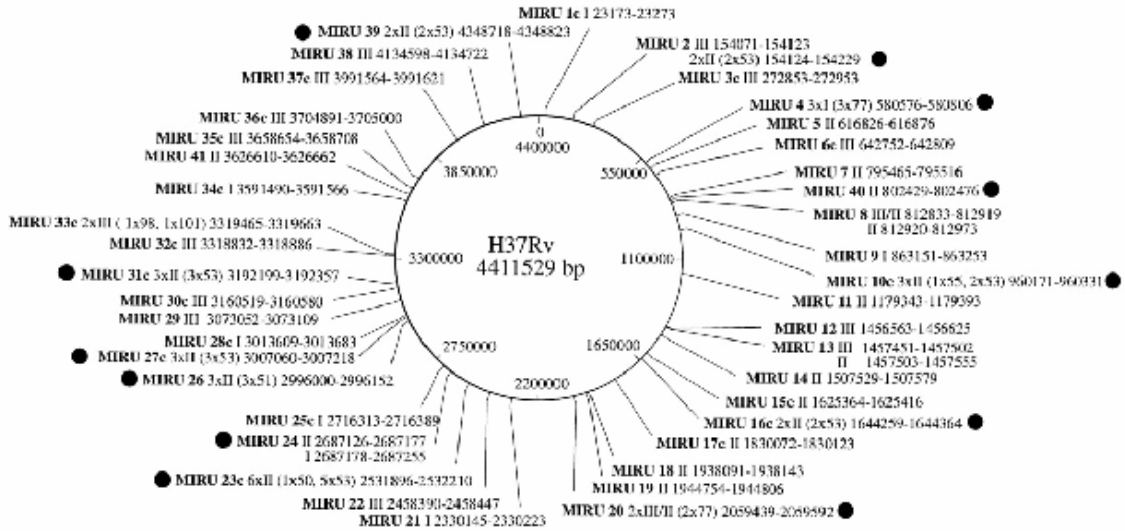 MIRU 1c I 23173-23273
MIRU 2 III 154071-154123
2xII (2x53) 154124-154229
MIRU 3c III 272853-272953
MIRU 4 3xI (3x77) 580576-580806
MIRU 5 II 616826-616876
MIRU 6c III 642752-642809
MIRU 7 II 795465-795516
MIRU 40 II 802429-802476
MIRU 8 III/II 812833-812919
II 812920-812973
MIRU 9 I 863151-863253
MIRU 10c 3xII (1x55, 2x53) 960171-960331
MIRU 11 II 1179343-1179393
MIRU 12 III 1456563-1456625
MIRU 13 III 1457451-1457502
II 1457503-1457555
MIRU 14 II 1507529-1507579
MIRU 15c II 1625364-1625416
MIRU 16c 2xII (2x53) 1644259-1644364
MIRU 17c II 1830072-1830123
MIRU 18 II 1938091-1938143
MIRU 19 II 1944754-1944806
MIRU 20 2xIII/II (2x77) 2059439-2059592
MIRU 21 I 2330145-2330223
MIRU 22 III 2458390-2458447
MIRU 23c 6xII (1x50, 5x53) 2531896-2532210
MIRU 24 II 2687126-2687177
I 2687178-2687255
MIRU 25c I 2716313-2716389
MIRU 26 3xII (3x51) 2996000-2996152
MIRU 27c 3xII (3x53) 3007060-3007218
MIRU 28c I 3013609-3013683
MIRU 29 III 3073052-3073109
MIRU 30c III 3160519-3160580
MIRU 31c 3xII (3x53) 3192199-3192357
MIRU 32c III 3318832-3318886
MIRU 33c 2xIII ( 1x98, 1x101) 3319465-3319663
MIRU 34c I 3591490-3591566
MIRU 41 II 3626610-3626662
MIRU 35c III 3658654-3658708
MIRU 36c III 3704891-3705000
MIRU 37c III 3991564-3991621
MIRU 38 III 4134598-4134722
MIRU 39 2xII (2x53) 4348718-4348823
0
4400000
550000
1100000
1650000
2200000
2750000
3300000
3850000
H37Rv
4411529 bp